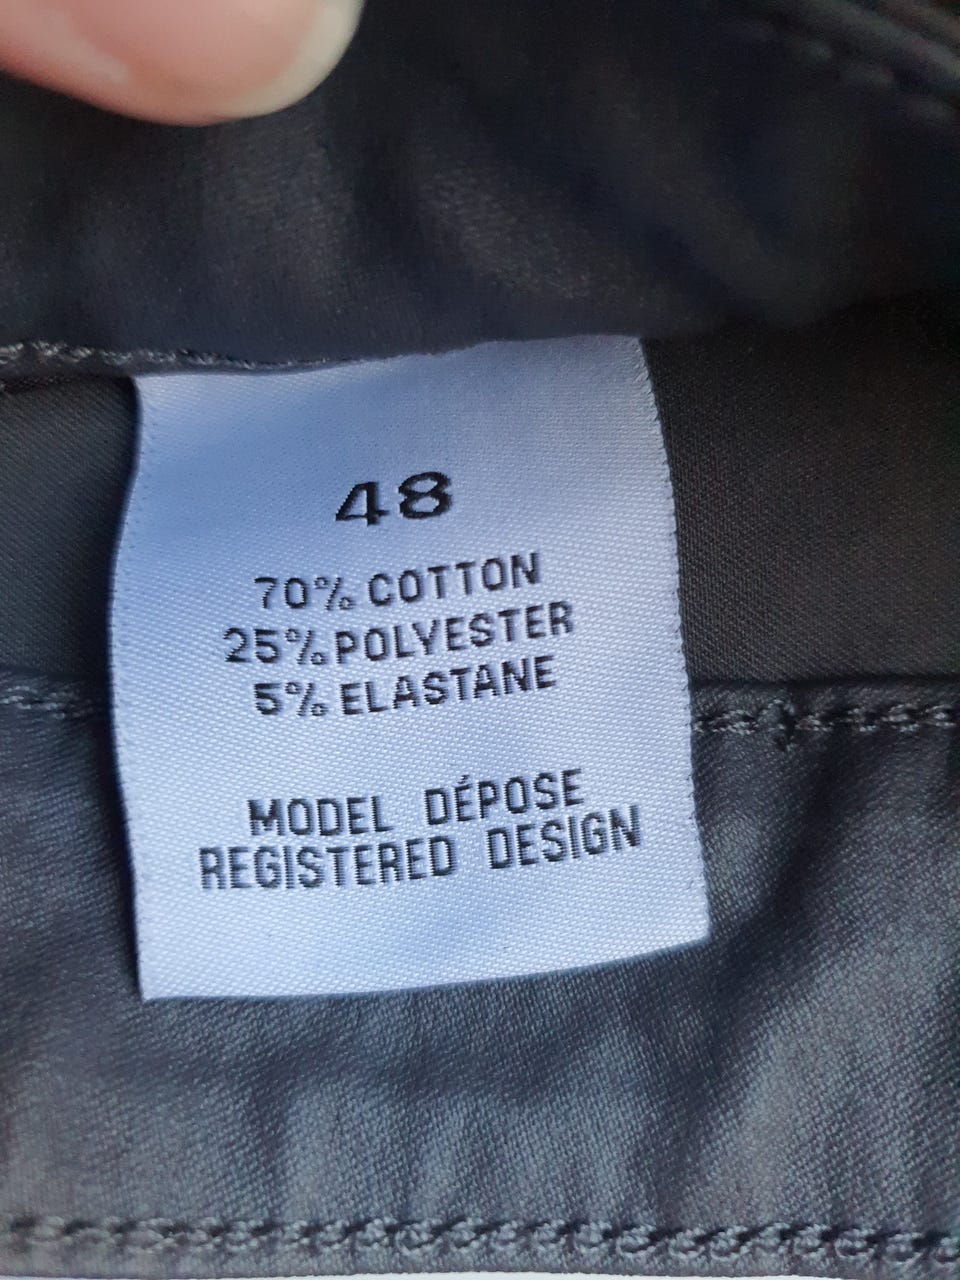 48
70% COTTON
25% POLYESTER
5% ELASTANE
MODEL DÉPOSE
REGISTERED DESIGN